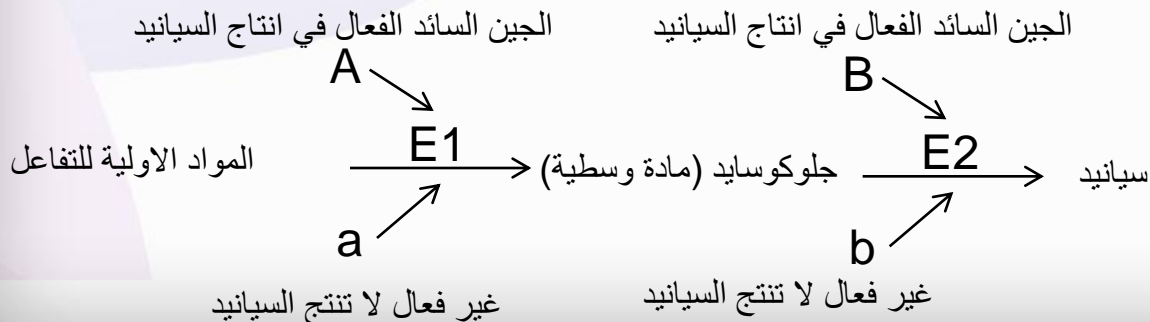 الجين السائد الفعال في انتاج السيانيد
الجين السائد الفعال في انتاج السيانيد
A
B
المواد الاولية للتفاعل
E1
جلوكوسايد (مادة وسطية)
E2
سيانيد
a
b
غير فعال لا تنتج السيانيد
غير فعال لا تنتج السيانيد